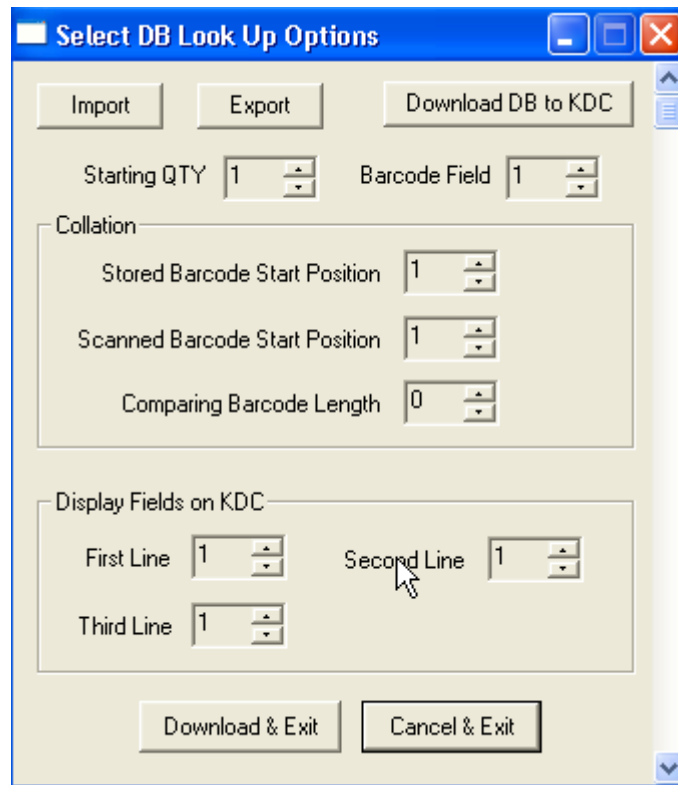 Select DB Look Up Options
Import Export Download DB to KDC
Starting QTY 1 Barcode Field 1
Collation
Stored Barcode Start Position 1
Scanned Barcode Start Position 1
Comparing Barcode Length 0
Display Fields on KDC
First Line 1 Second Line 1
Third Line 1
Download & Exit Cancel & Exit